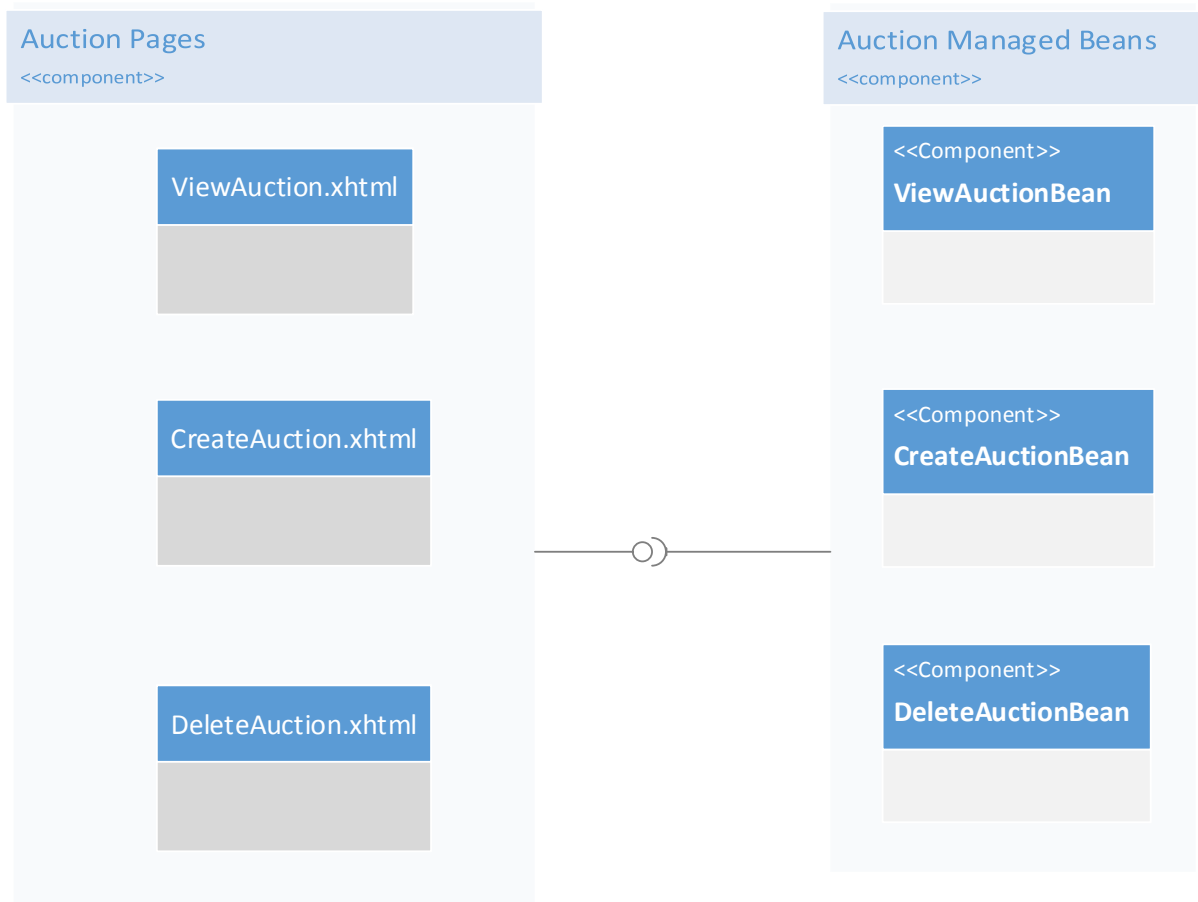 Auction Pages
<<component>>
ViewAuction.xhtml
CreateAuction.xhtml
DeleteAuction.xhtml
Auction Managed Beans
<<component>>
<<Component>>
ViewAuctionBean
<<Component>>
CreateAuctionBean
<<Component>>
DeleteAuctionBean